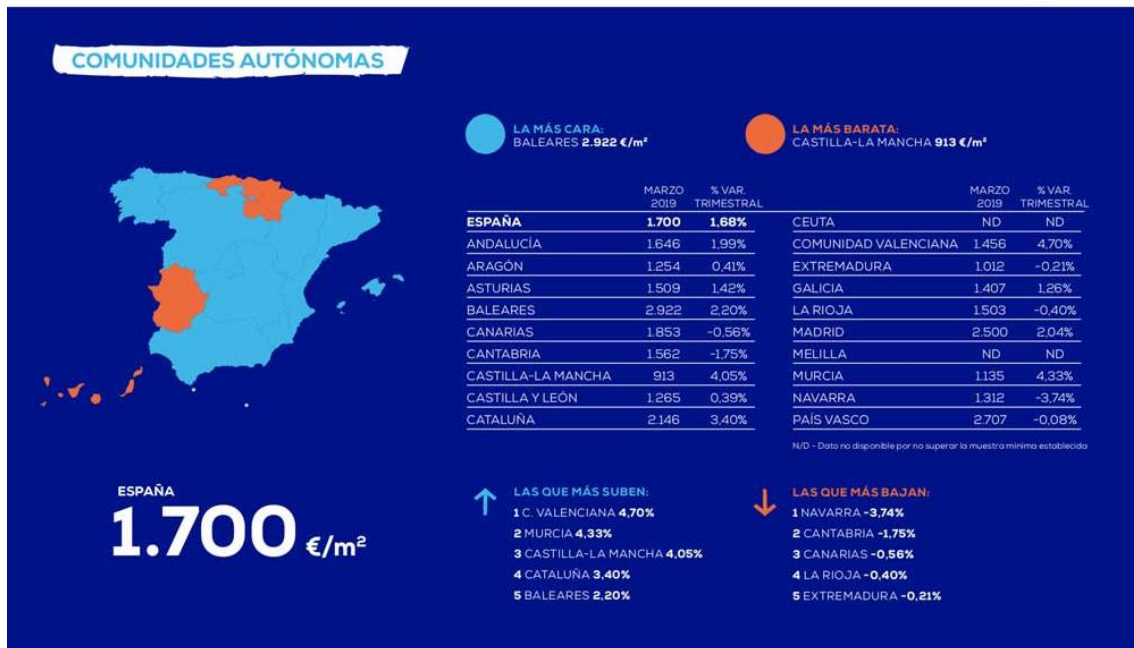 COMUNIDADES AUTÓNOMAS
LA MÁS CARA:
BALEARES 2.922 €/m²
LA MÁS BARATA:
CASTILLA-LA MANCHA 913 €/m²
MARZO 2019 % VAR. TRIMESTRAL
ESPAÑA 1.700 1,68%
ANDALUCÍA 1.646 1,99%
ARAGÓN 1.254 0,41%
ASTURIAS 1.509 1,42%
BALEARES 2.922 2,20%
CANARIAS 1.853 -0,56%
CANTABRIA 1.562 -1,75%
CASTILLA-LA MANCHA 913 4,05%
CASTILLA Y LEÓN 1.265 0,39%
CATALUÑA 2.146 3,40%
MARZO 2019 % VAR. TRIMESTRAL
CEUTA ND ND
COMUNIDAD VALENCIANA 1.456 4,70%
EXTREMADURA 1.012 -0,21%
GALICIA 1.407 1,26%
LA RIOJA 1.503 -0,40%
MADRID 2.500 2,04%
MELILLA ND ND
MURCIA 1.135 4,33%
NAVARRA 1.312 -3,74%
PAÍS VASCO 2.707 -0,08%
N/D - Dato no disponible por no superar la muestra mínima establecida
ESPAÑA
1.700 €/m²
LAS QUE MÁS SUBEN:
1 C. VALENCIANA 4,70%
2 MURCIA 4,33%
3 CASTILLA-LA MANCHA 4,05%
4 CATALUÑA 3,40%
5 BALEARES 2,20%
LAS QUE MÁS BAJAN:
1 NAVARRA -3,74%
2 CANTABRIA -1,75%
3 CANARIAS -0,56%
4 LA RIOJA -0,40%
5 EXTREMADURA -0,21%